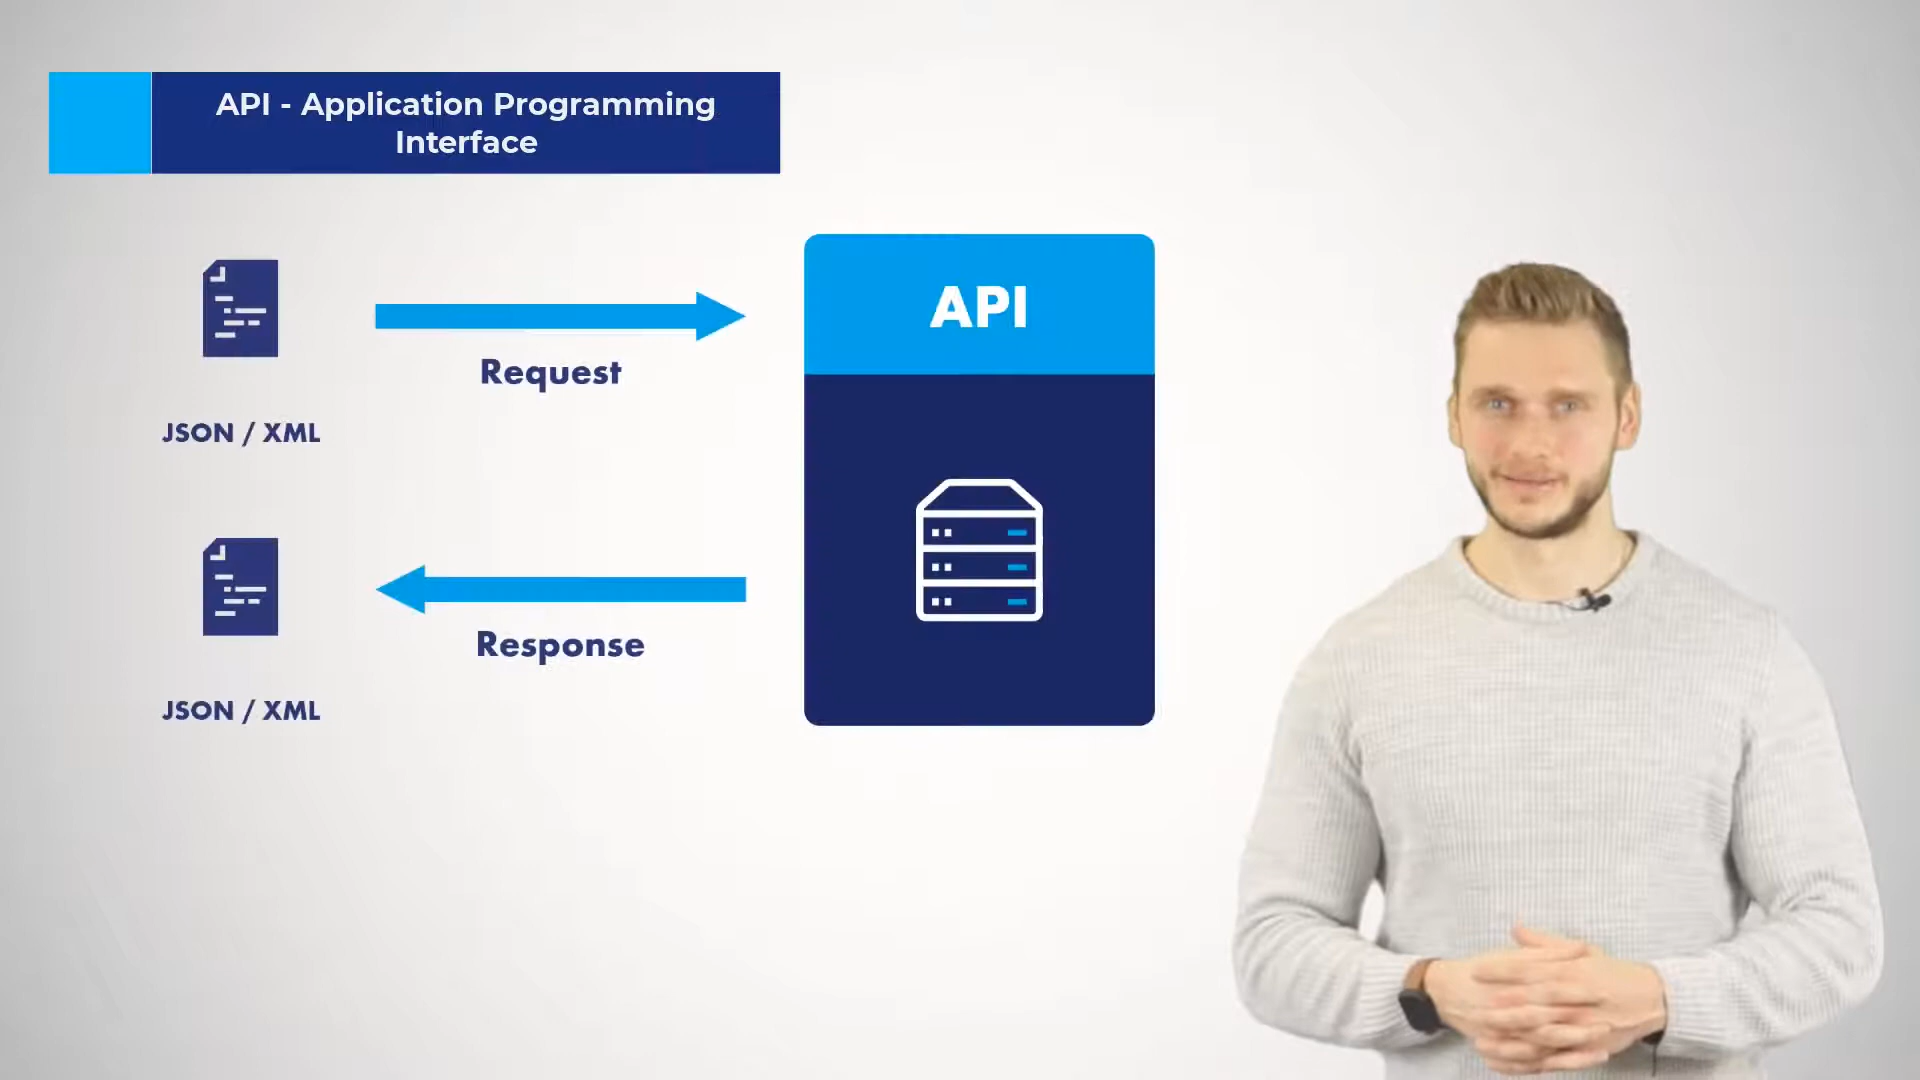 API - Application Programming
Interface
API
Request
JSON / XML
Response
JSON / XML